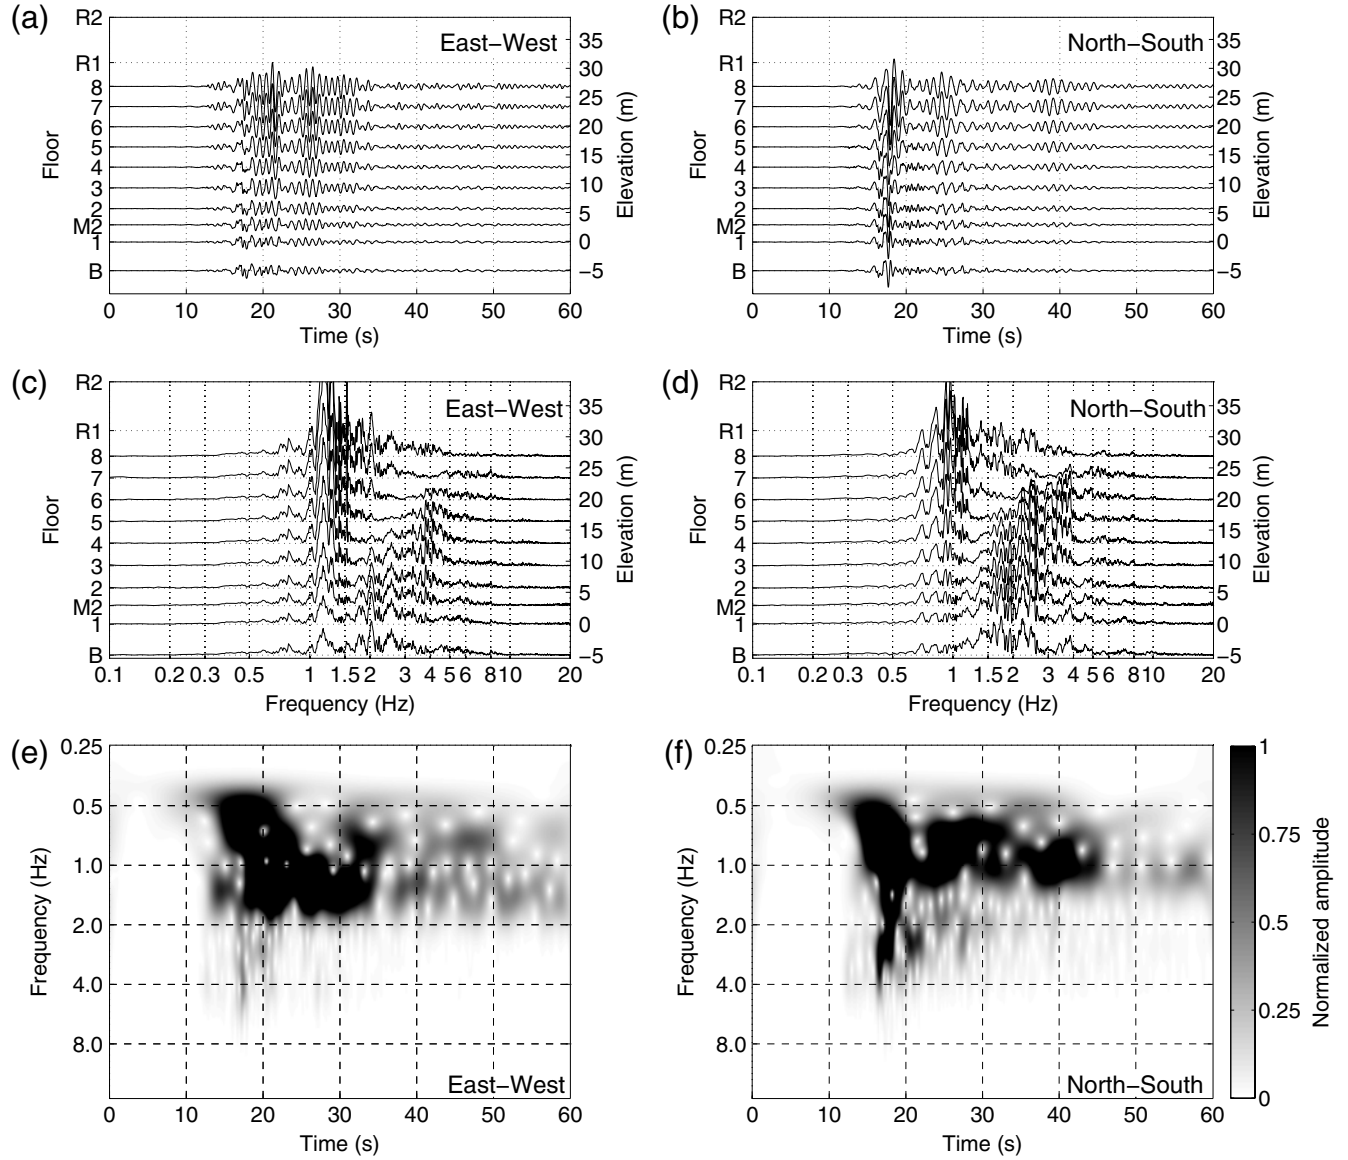 (a)
East−West
R2
R1
8
7
6
5
4
3
2
M2
1
B
Floor
35
30
25
20
15
10
5
0
−5
Elevation (m)
0 10 20 30 40 50 60
Time (s)
(b)
North−South
R2
R1
8
7
6
5
4
3
2
M2
1
B
Floor
35
30
25
20
15
10
5
0
−5
Elevation (m)
0 10 20 30 40 50 60
Time (s)
(c)
East−West
R2
R1
8
7
6
5
4
3
2
M2
1
B
Floor
35
30
25
20
15
10
5
0
−5
Elevation (m)
0.1 0.2 0.3 0.5 1 1.5 2 3 4 5 6 8 10 20
Frequency (Hz)
(d)
North−South
R2
R1
8
7
6
5
4
3
2
M2
1
B
Floor
35
30
25
20
15
10
5
0
−5
Elevation (m)
0.1 0.2 0.3 0.5 1 1.5 2 3 4 5 6 8 10 20
Frequency (Hz)
(e)
0.25
0.5
1.0
2.0
4.0
8.0
Frequency (Hz)
East−West
0 10 20 30 40 50 60
Time (s)
(f)
0.25
0.5
1.0
2.0
4.0
8.0
Frequency (Hz)
North−South
0 10 20 30 40 50 60
Time (s)
1
0.75
0.5
0.25
0
Normalized amplitude